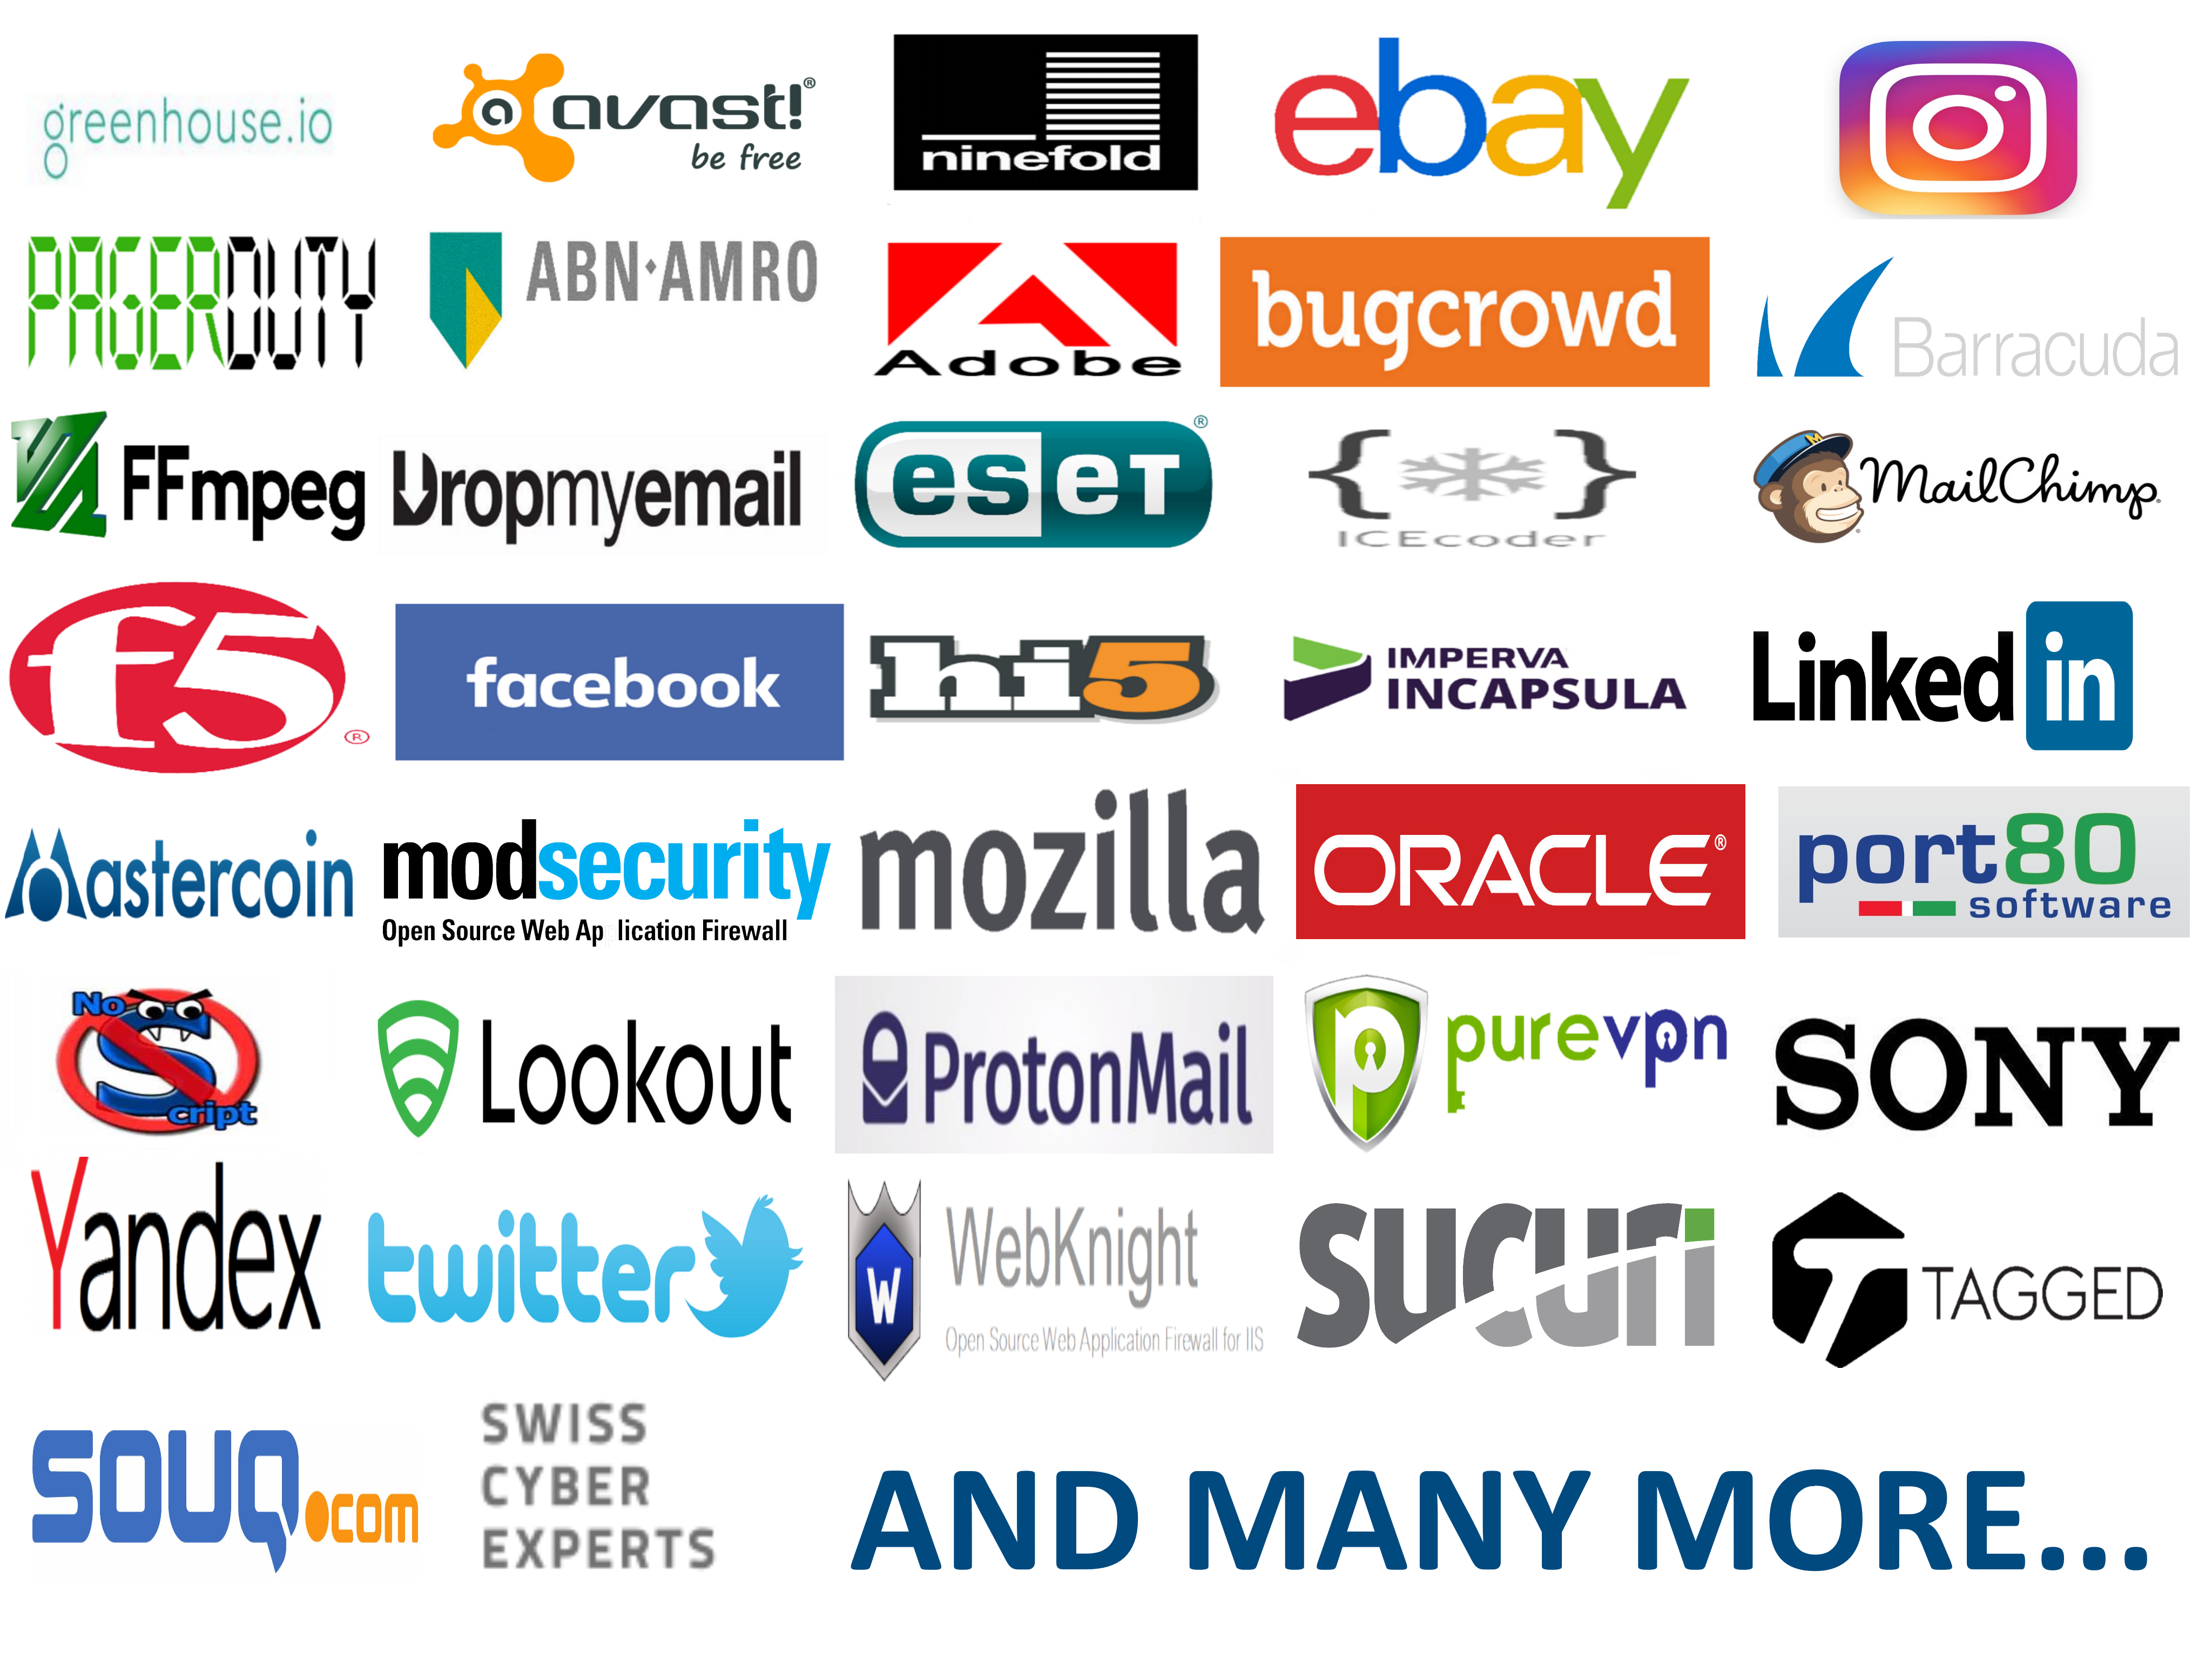 greenhouse.io
avast!®
be free
ninefold
ebay
PAGERDUTY
ABN·AMRO
Adobe
bugcrowd
Barracuda
FFmpeg
Dropmyemail
eseT®
ICEcoder
MailChimp
f5®
facebook
hi5
IMPERVA
INCAPSULA
Linked in
Mastercoin
modsecurity
Open Source Web Ap lication Firewall
mozilla
ORACLE®
port80
software
No
Script
Lookout
ProtonMail
p
purevpn
SONY
Yandex
twitter
W
WebKnight
Open Source Web Application Firewall for IIS
sucuri
TAGGED
SOUQ.com
SWISS
CYBER
EXPERTS
AND MANY MORE...